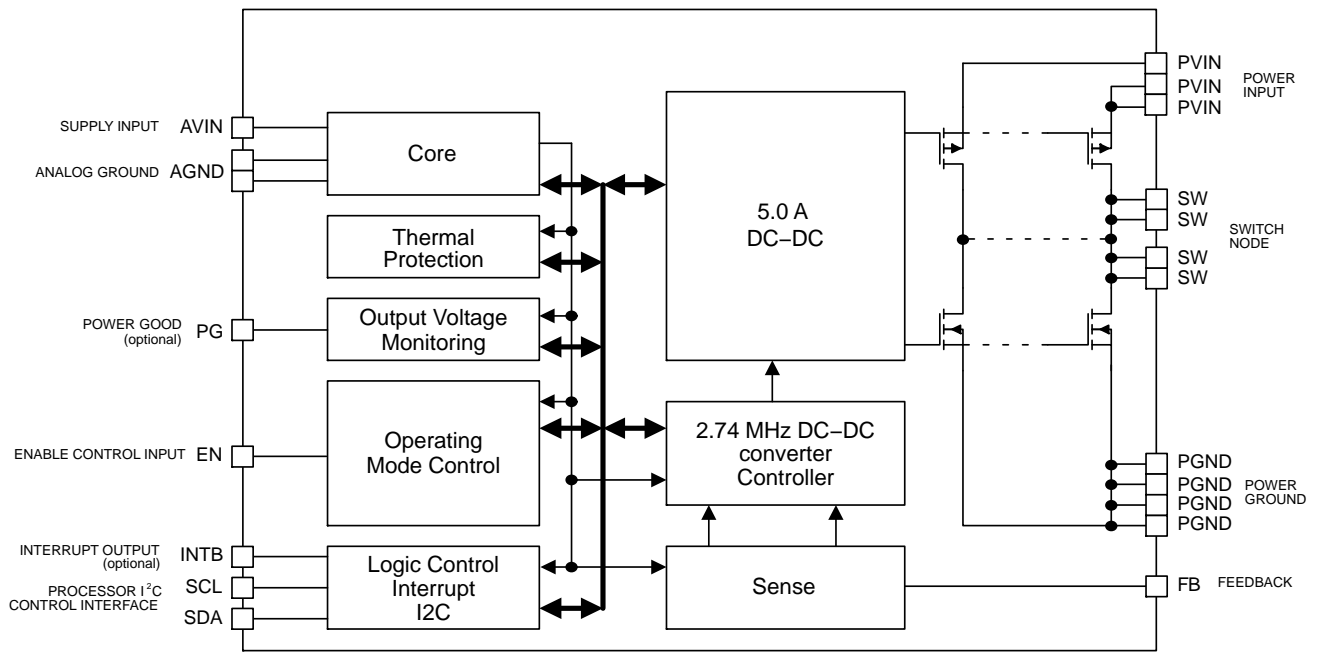 SUPPLY INPUT AVIN
ANALOG GROUND AGND
POWER GOOD
(optional)
PG
ENABLE CONTROL INPUT EN
INTERRUPT OUTPUT
(optional)
INTB
PROCESSOR I²C
CONTROL INTERFACE
SCL
SDA
Core
Thermal
Protection
Output Voltage
Monitoring
Operating
Mode Control
Logic Control
Interrupt
I2C
5.0 A
DC−DC
2.74 MHz DC−DC
converter
Controller
Sense
PVIN
PVIN
PVIN
POWER
INPUT
SW
SW
SW
SW
SWITCH
NODE
PGND
PGND
PGND
PGND
POWER
GROUND
FB FEEDBACK